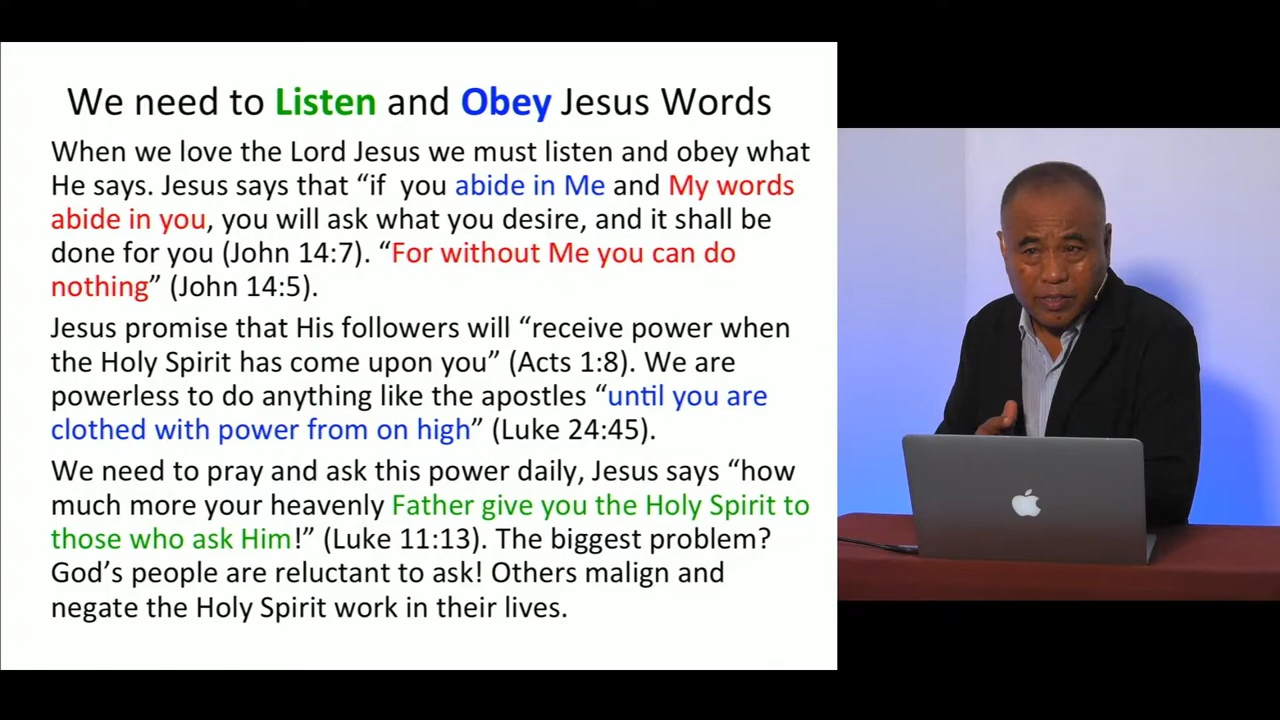 We need to Listen and Obey Jesus Words
When we love the Lord Jesus we must listen and obey what
He says. Jesus says that “if you abide in Me and My words
abide in you, you will ask what you desire, and it shall be
done for you (John 14:7). “For without Me you can do
nothing” (John 14:5).
Jesus promise that His followers will “receive power when
the Holy Spirit has come upon you” (Acts 1:8). We are
powerless to do anything like the apostles “until you are
clothed with power from on high” (Luke 24:45).
We need to pray and ask this power daily, Jesus says “how
much more your heavenly Father give you the Holy Spirit to
those who ask Him!” (Luke 11:13). The biggest problem?
God’s people are reluctant to ask! Others malign and
negate the Holy Spirit work in their lives.